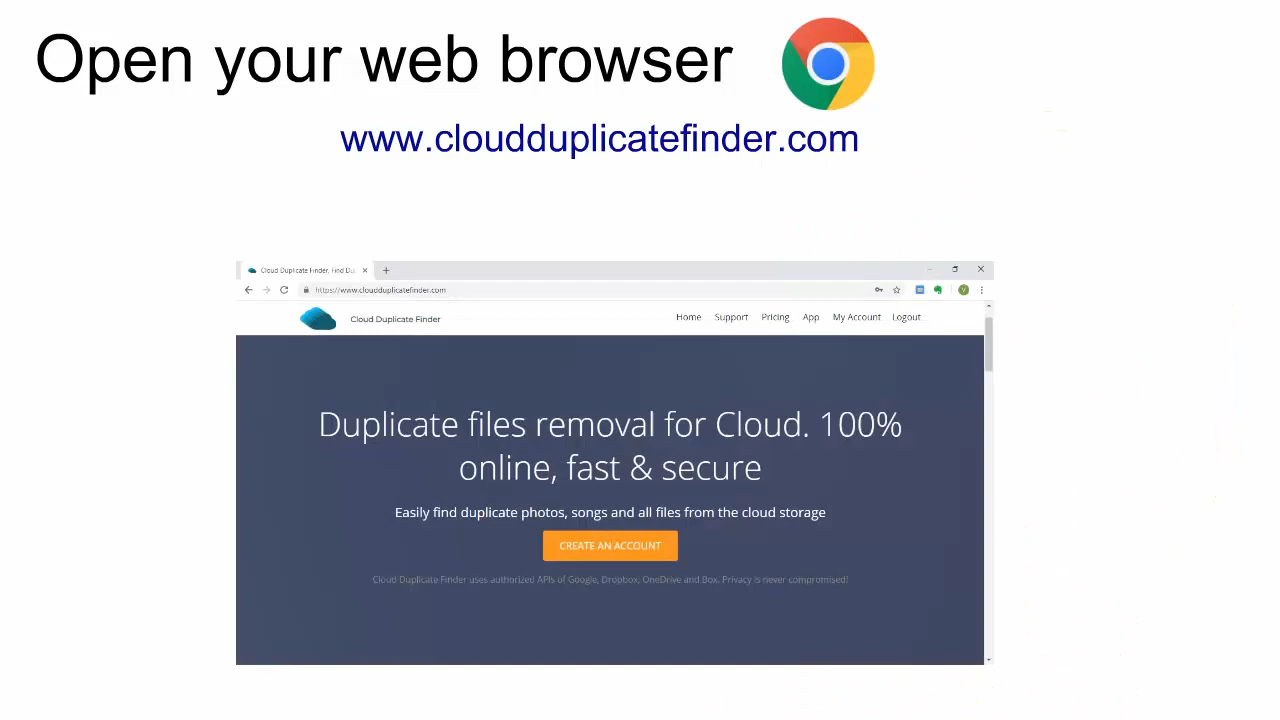 Open your web browser
www.cloudduplicatefinder.com
Cloud Duplicate Finder, Find Du
https://www.cloudduplicatefinder.com
V
Cloud Duplicate Finder
Home Support Pricing App My Account Logout
Duplicate files removal for Cloud. 100%
online, fast & secure
Easily find duplicate photos, songs and all files from the cloud storage
CREATE AN ACCOUNT
Cloud Duplicate Finder uses authorized APIs of Google, Dropbox, OneDrive and Box. Privacy is never compromised!